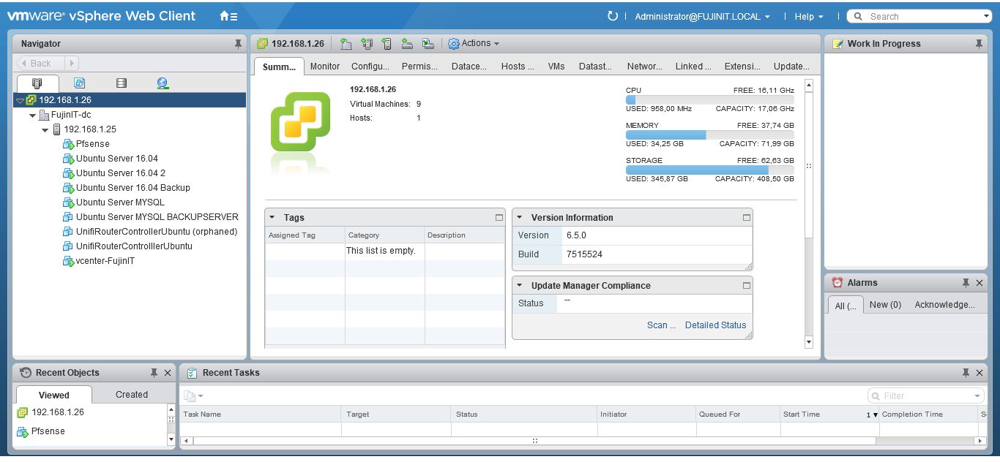 vmware® vSphere Web Client
Administrator@FUJINIT.LOCAL
Help
Search
Navigator
Back
192.168.1.26
FujinIT-dc
192.168.1.25
Pfsense
Ubuntu Server 16.04
Ubuntu Server 16.04 2
Ubuntu Server 16.04 Backup
Ubuntu Server MYSQL
Ubuntu Server MYSQL BACKUPSERVER
UnifiRouterControllerUbuntu (orphaned)
UnifiRouterControlllerUbuntu
vcenter-FujinIT
192.168.1.26
Actions
Summ... Monitor Configu... Permis... Datace... Hosts ... VMs Datast... Networ... Linked ... Extensi... Update...
192.168.1.26
Virtual Machines: 9
Hosts: 1
CPU FREE: 16,11 GHz
USED: 958,00 MHz CAPACITY: 17,06 GHz
MEMORY FREE: 37,74 GB
USED: 34,25 GB CAPACITY: 71,99 GB
STORAGE FREE: 62,63 GB
USED: 345,87 GB CAPACITY: 408,50 GB
Tags
Assigned Tag Category Description
This list is empty.
Version Information
Version 6.5.0
Build 7515524
Update Manager Compliance
Status --
Scan ... Detailed Status
Work In Progress
Alarms
All (... New (0) Acknowledge...
Recent Objects
Viewed Created
192.168.1.26
Pfsense
Recent Tasks
Filter
Task Name Target Status Initiator Queued For Start Time 1 ▼ Completion Time